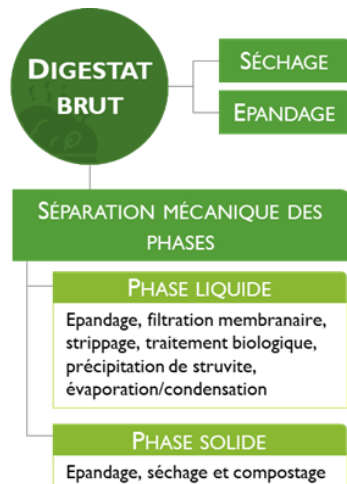 DIGESTAT
BRUT
SÉCHAGE
EPANDAGE
SÉPARATION MÉCANIQUE DES
PHASES
PHASE LIQUIDE
Epandage, filtration membranaire,
strippage, traitement biologique,
précipitation de struvite,
évaporation/condensation
PHASE SOLIDE
Epandage, séchage et compostage